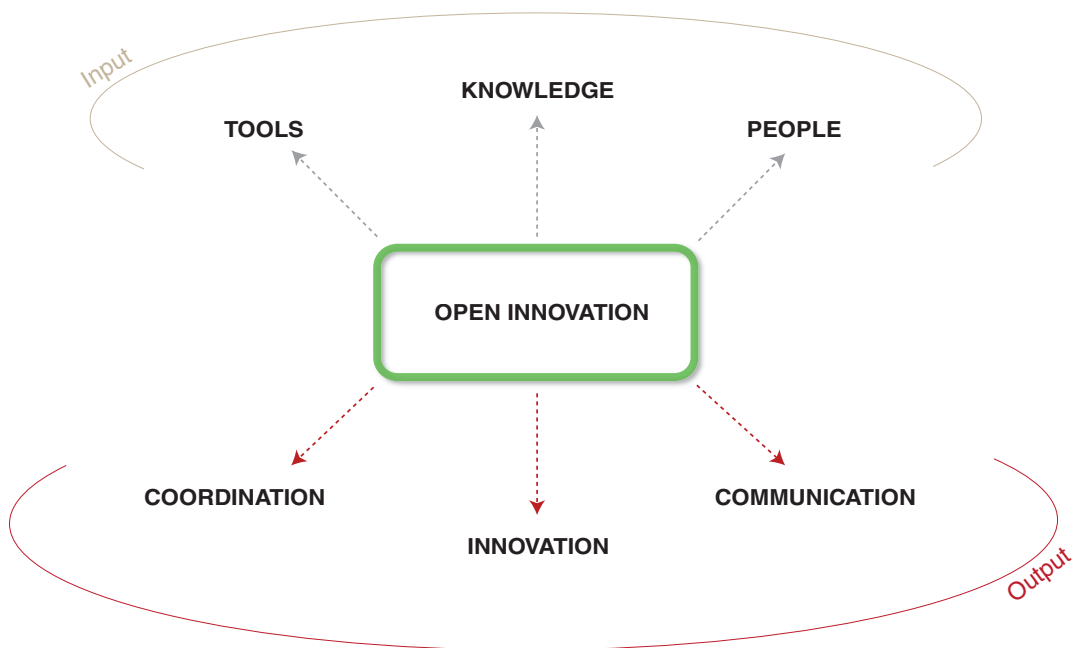 Input
KNOWLEDGE
TOOLS
PEOPLE
OPEN INNOVATION
COORDINATION
COMMUNICATION
INNOVATION
Output